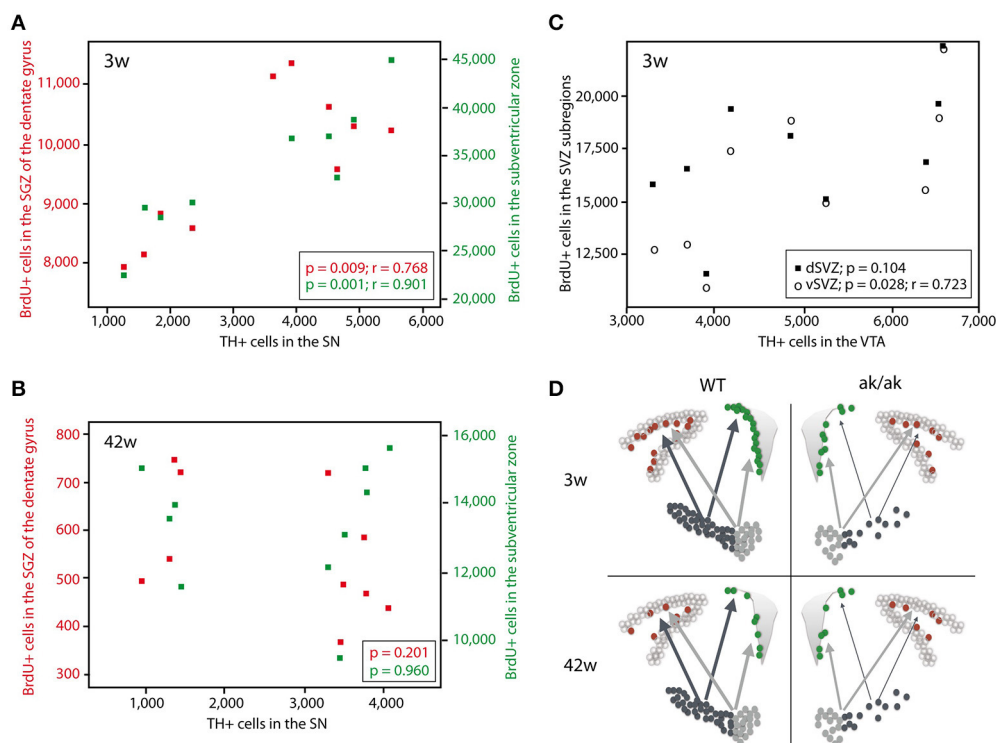 A
3w
BrdU+ cells in the SGZ of the dentate gyrus
11,000
10,000
9,000
8,000
45,000
40,000
35,000
30,000
25,000
20,000
BrdU+ cells in the subventricular zone
p = 0.009; r = 0.768
p = 0.001; r = 0.901
1,000 2,000 3,000 4,000 5,000 6,000
TH+ cells in the SN
B
42w
BrdU+ cells in the SGZ of the dentate gyrus
800
700
600
500
400
300
16,000
14,000
12,000
10,000
BrdU+ cells in the subventricular zone
p = 0.201
p = 0.960
1,000 2,000 3,000 4,000
TH+ cells in the SN
C
3w
BrdU+ cells in the SVZ subregions
20,000
17,500
15,000
12,500
dSVZ; p = 0.104
vSVZ; p = 0.028; r = 0.723
3,000 4,000 5,000 6,000 7,000
TH+ cells in the VTA
D
WT ak/ak
3w
42w